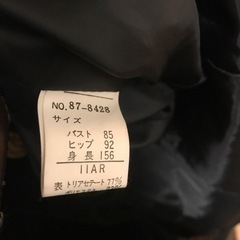 NO. 87-8428
サイズ
バスト 85
ヒップ 92
身長 156
11AR
表 トリアセテート 77%